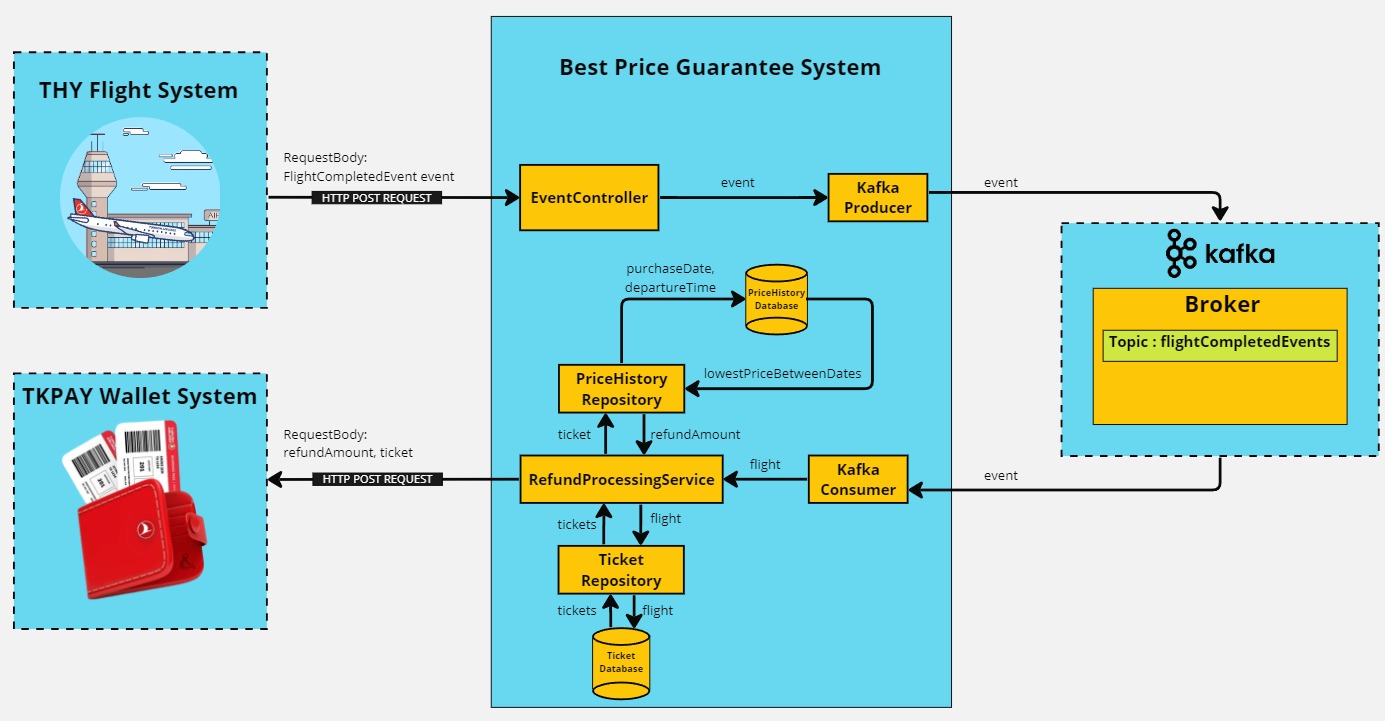 Best Price Guarantee System
THY Flight System
RequestBody:
FlightCompletedEvent event
HTTP POST REQUEST
EventController
event
Kafka
Producer
event
kafka
Broker
Topic : flightCompletedEvents
purchaseDate,
departureTime
PriceHistory
Database
lowestPriceBetweenDates
PriceHistory
Repository
ticket
refundAmount
TKPAY Wallet System
RequestBody:
refundAmount, ticket
HTTP POST REQUEST
RefundProcessingService
flight
Kafka
Consumer
event
tickets
flight
Ticket
Repository
tickets
flight
Ticket
Database